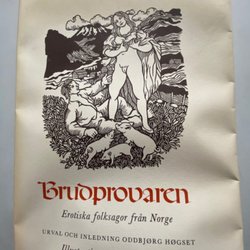 Brudprovaren
Erotiska folksagor från Norge
URVAL OCH INLEDNING ODDBJØRG HØGSET